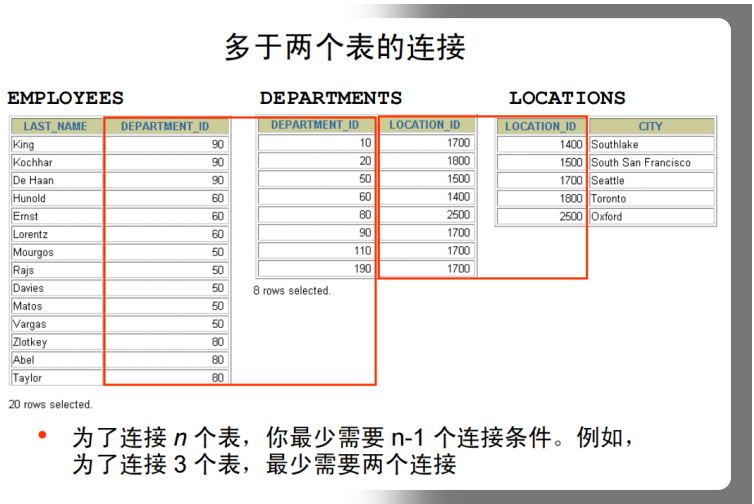 多于两个表的连接
EMPLOYEES DEPARTMENTS LOCATIONS
LAST_NAME DEPARTMENT_ID
King 90
Kochhar 90
De Haan 90
Hunold 60
Ernst 60
Lorentz 60
Mourgos 50
Rajs 50
Davies 50
Matos 50
Vargas 50
Zlotkey 80
Abel 80
Taylor 80
20 rows selected.
DEPARTMENT_ID LOCATION_ID
10 1700
20 1800
50 1500
60 1400
80 2500
90 1700
110 1700
190 1700
8 rows selected.
LOCATION_ID CITY
1400 Southlake
1500 South San Francisco
1700 Seattle
1800 Toronto
2500 Oxford
• 为了连接 n 个表，你最少需要 n-1 个连接条件。例如，
为了连接 3 个表，最少需要两个连接